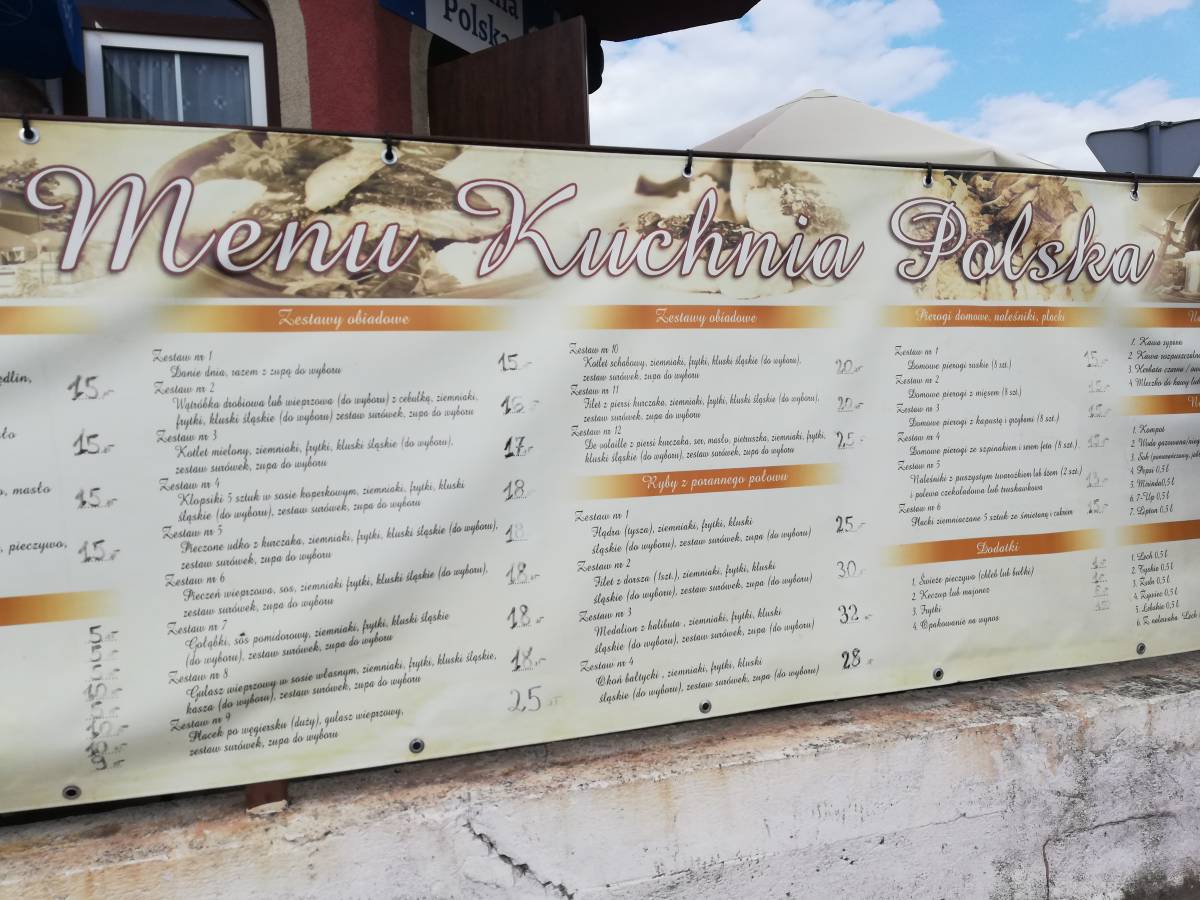 Polska
Menu Kuchnia Polska
15.-
15.-
masło
15.-
pieczywo,
15.-
5
Zestawy obiadowe
Zestaw nr 1
Danie dnia, razem z zupą do wyboru
15.-
Zestaw nr 2
Wątróbka drobiowa lub wieprzowa (do wyboru) z cebulką, ziemniaki,
frytki, kluski śląskie (do wyboru) zestaw surówek, zupa do wyboru
Zestaw nr 3
Kotlet mielony, ziemniaki, frytki, kluski śląskie (do wyboru),
zestaw surówek, zupa do wyboru
17.-
Zestaw nr 4
Klopsiki 5 sztuk w sosie koperkowym, ziemniaki, frytki, kluski
śląskie (do wyboru), zestaw surówek, zupa do wyboru
18.-
Zestaw nr 5
Pieczone udko z kurczaka, ziemniaki, frytki, kluski śląskie (do wyboru),
zestaw surówek, zupa do wyboru
18.-
Zestaw nr 6
Pieczeń wieprzowa, sos, ziemniaki frytki, kluski śląskie (do wyboru),
zestaw surówek, zupa do wyboru
18.-
Zestaw nr 7
Gołąbki, sos pomidorowy, ziemniaki, frytki, kluski śląskie
(do wyboru), zestaw surówek, zupa do wyboru
18.-
Zestaw nr 8
Gulasz wieprzowy w sosie własnym, ziemniaki, frytki, kluski śląskie,
kasza (do wyboru), zestaw surówek, zupa do wyboru
18.-
Zestaw nr 9
Placek po węgiersku (duży), gulasz wieprzowy,
zestaw surówek, zupa do wyboru
25.-
Zestawy obiadowe
Zestaw nr 10
Kotlet schabowy, ziemniaki, frytki, kluski śląskie (do wyboru),
zestaw surówek, zupa do wyboru
20.-
Zestaw nr 11
Filet z piersi kurczaka, ziemniaki, frytki, kluski śląskie (do wyboru),
zestaw surówek, zupa do wyboru
20.-
Zestaw nr 12
De volaille z piersi kurczaka, ser, masło, pietruszka, ziemniaki, frytki,
kluski śląskie (do wyboru), zestaw surówek, zupa do wyboru
25.-
Ryby z porannego połowu
Zestaw nr 1
Flądra (tysza), ziemniaki, frytki, kluski
śląskie (do wyboru), zestaw surówek, zupa (do wyboru)
25.-
Zestaw nr 2
Filet z dorsza (1szt.), ziemniaki, frytki, kluski
śląskie (do wyboru), zestaw surówek, zupa (do wyboru)
30.-
Zestaw nr 3
Medalion z halibuta, ziemniaki, frytki, kluski
śląskie (do wyboru), zestaw surówek, zupa (do wyboru)
32.-
Zestaw nr 4
Okoń bałtycki, ziemniaki, frytki, kluski
śląskie (do wyboru), zestaw surówek, zupa (do wyboru)
28.-
Pierogi domowe, naleśniki, placki
Zestaw nr 1
Domowe pierogi ruskie (8 szt.)
15.-
Zestaw nr 2
Domowe pierogi z mięsem (8 szt.)
15.-
Zestaw nr 3
Domowe pierogi z kapustą i grzybami (8 szt.)
15.-
Zestaw nr 4
Domowe pierogi ze szpinakiem i serem feta (8 szt.)
Zestaw nr 5
Naleśniki z puszystym twarożkiem lub dżem (2 szt.)
i polewa czekoladowa lub truskawkowa
Zestaw nr 6
Placki ziemniaczane 5 sztuk ze śmietaną i cukrem
15.-
Dodatki
1. Świeże pieczywo (chleb lub bułki)
2. Keczup lub majonez
3. Frytki
4. Opakowanie na wynos
1. Kawa sypana
2. Kawa rozpuszczalna
3. Herbata czarna /
4. Mleczko do kawy
1. Kompot
2. Woda gazowana
3. Sok (pomarańczowy,
4. Pepsi 0,5 l
5. Mirinda 0,5 l
6. 7-Up 0,5 l
7. Lipton 0,5 l
1. Lech 0,5 l
2. Tyskie 0,5 l
3. Żubr 0,5 l
4. Żywiec 0,5 l
5. Łobskie 0,5 l
6. Z nalewaka Lech